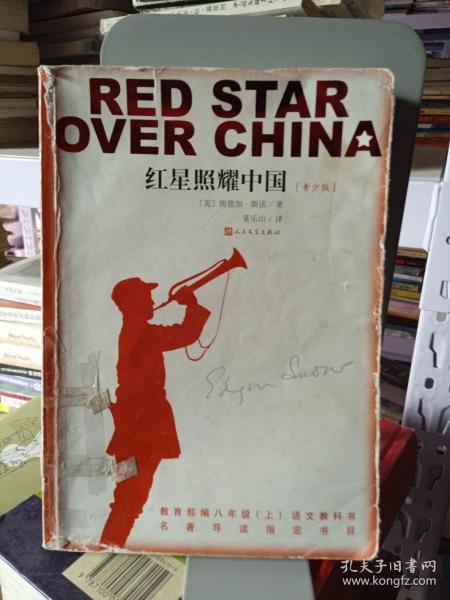 RED STAR
OVER CHINA
红星照耀中国 [青少版]
〔美〕埃德加·斯诺/著
董乐山/译
人民文学出版社
Edgar Snow
教育部编八年级(上)语文教科书
名著导读指定书目
孔夫子旧书网
www.kongfz.com